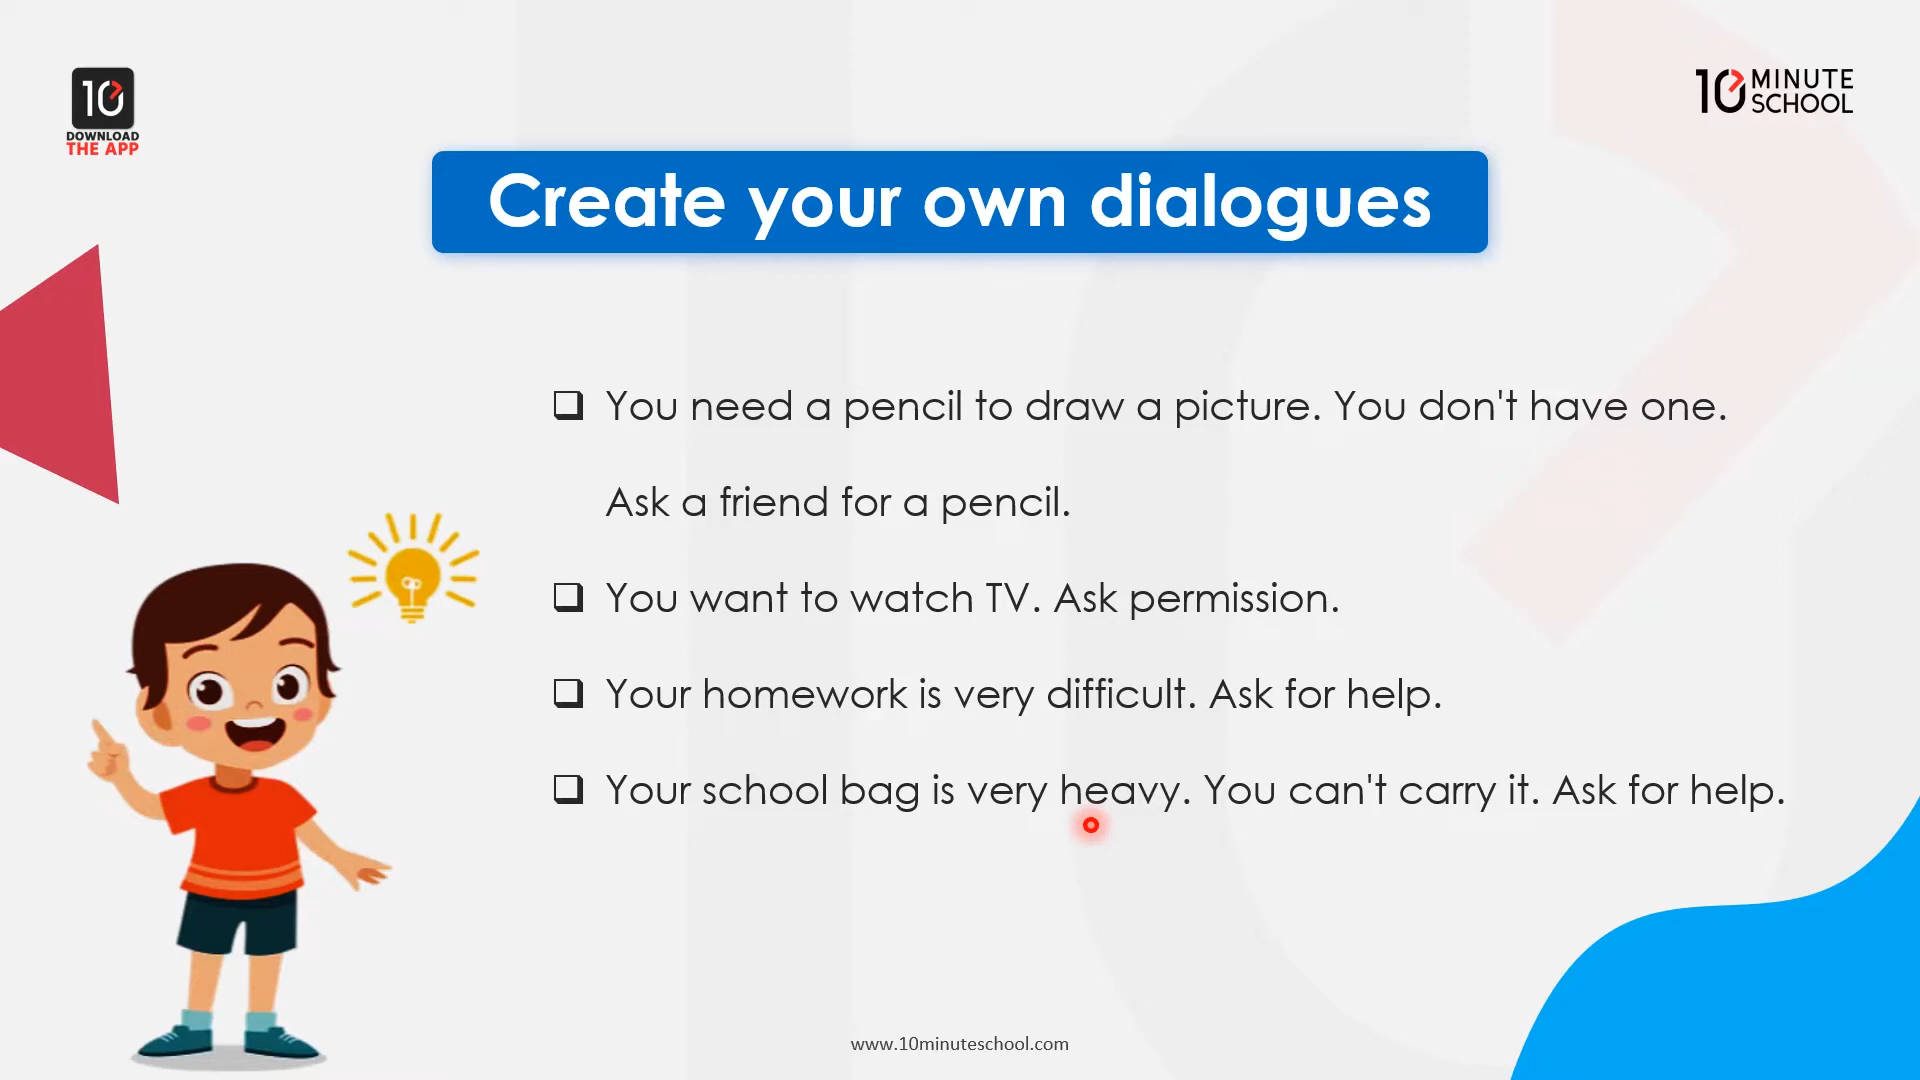 10
DOWNLOAD
THE APP
10 MINUTE
SCHOOL
Create your own dialogues
❑ You need a pencil to draw a picture. You don't have one.
Ask a friend for a pencil.
❑ You want to watch TV. Ask permission.
❑ Your homework is very difficult. Ask for help.
❑ Your school bag is very heavy. You can't carry it. Ask for help.
www.10minuteschool.com